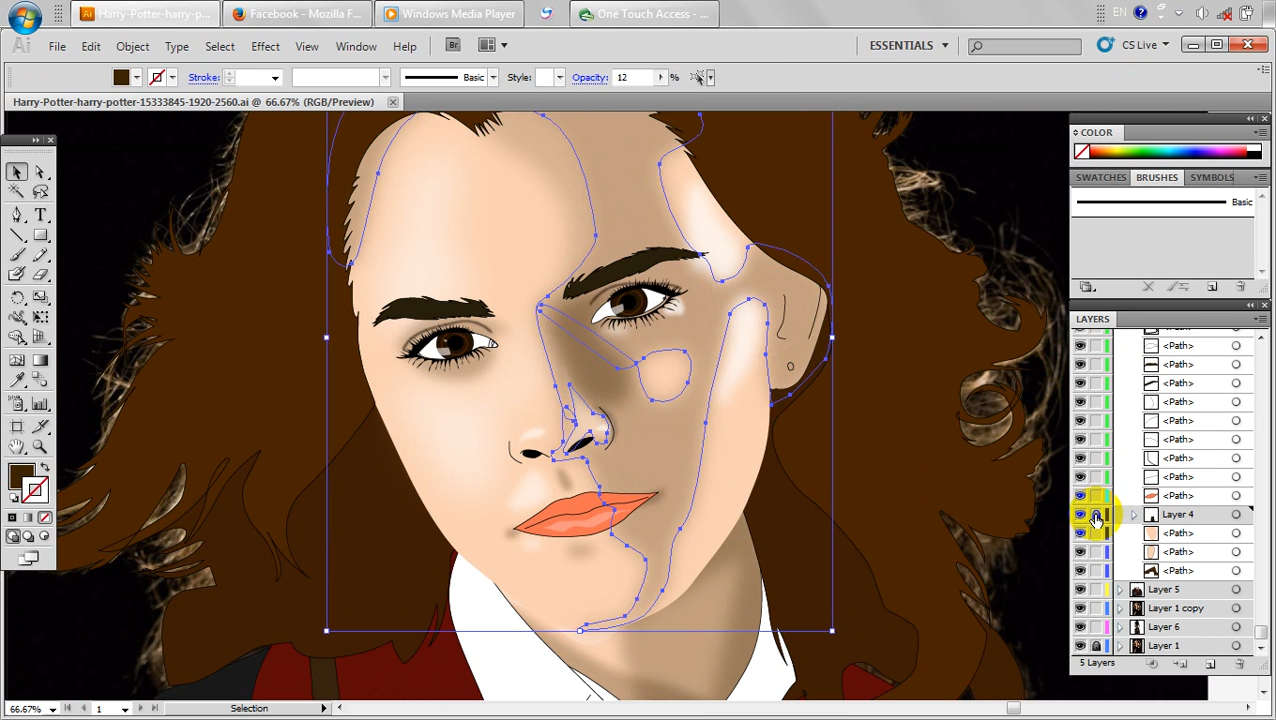 Harry-Potter-harry-p...
Facebook - Mozilla F...
Windows Media Player
One Touch Access - ...
EN
Ai
File Edit Object Type Select Effect View Window Help
Br
ESSENTIALS
CS Live
Stroke:
Basic
Style:
Opacity: 12 %
Harry-Potter-harry-potter-15333845-1920-2560.ai @ 66.67% (RGB/Preview)
COLOR
SWATCHES BRUSHES SYMBOLS
Basic
LAYERS
<Path>
<Path>
<Path>
<Path>
<Path>
<Path>
<Path>
<Path>
<Path>
Layer 4
<Path>
<Path>
<Path>
Layer 5
Layer 1 copy
Layer 6
Layer 1
5 Layers
66.67% 1 Selection